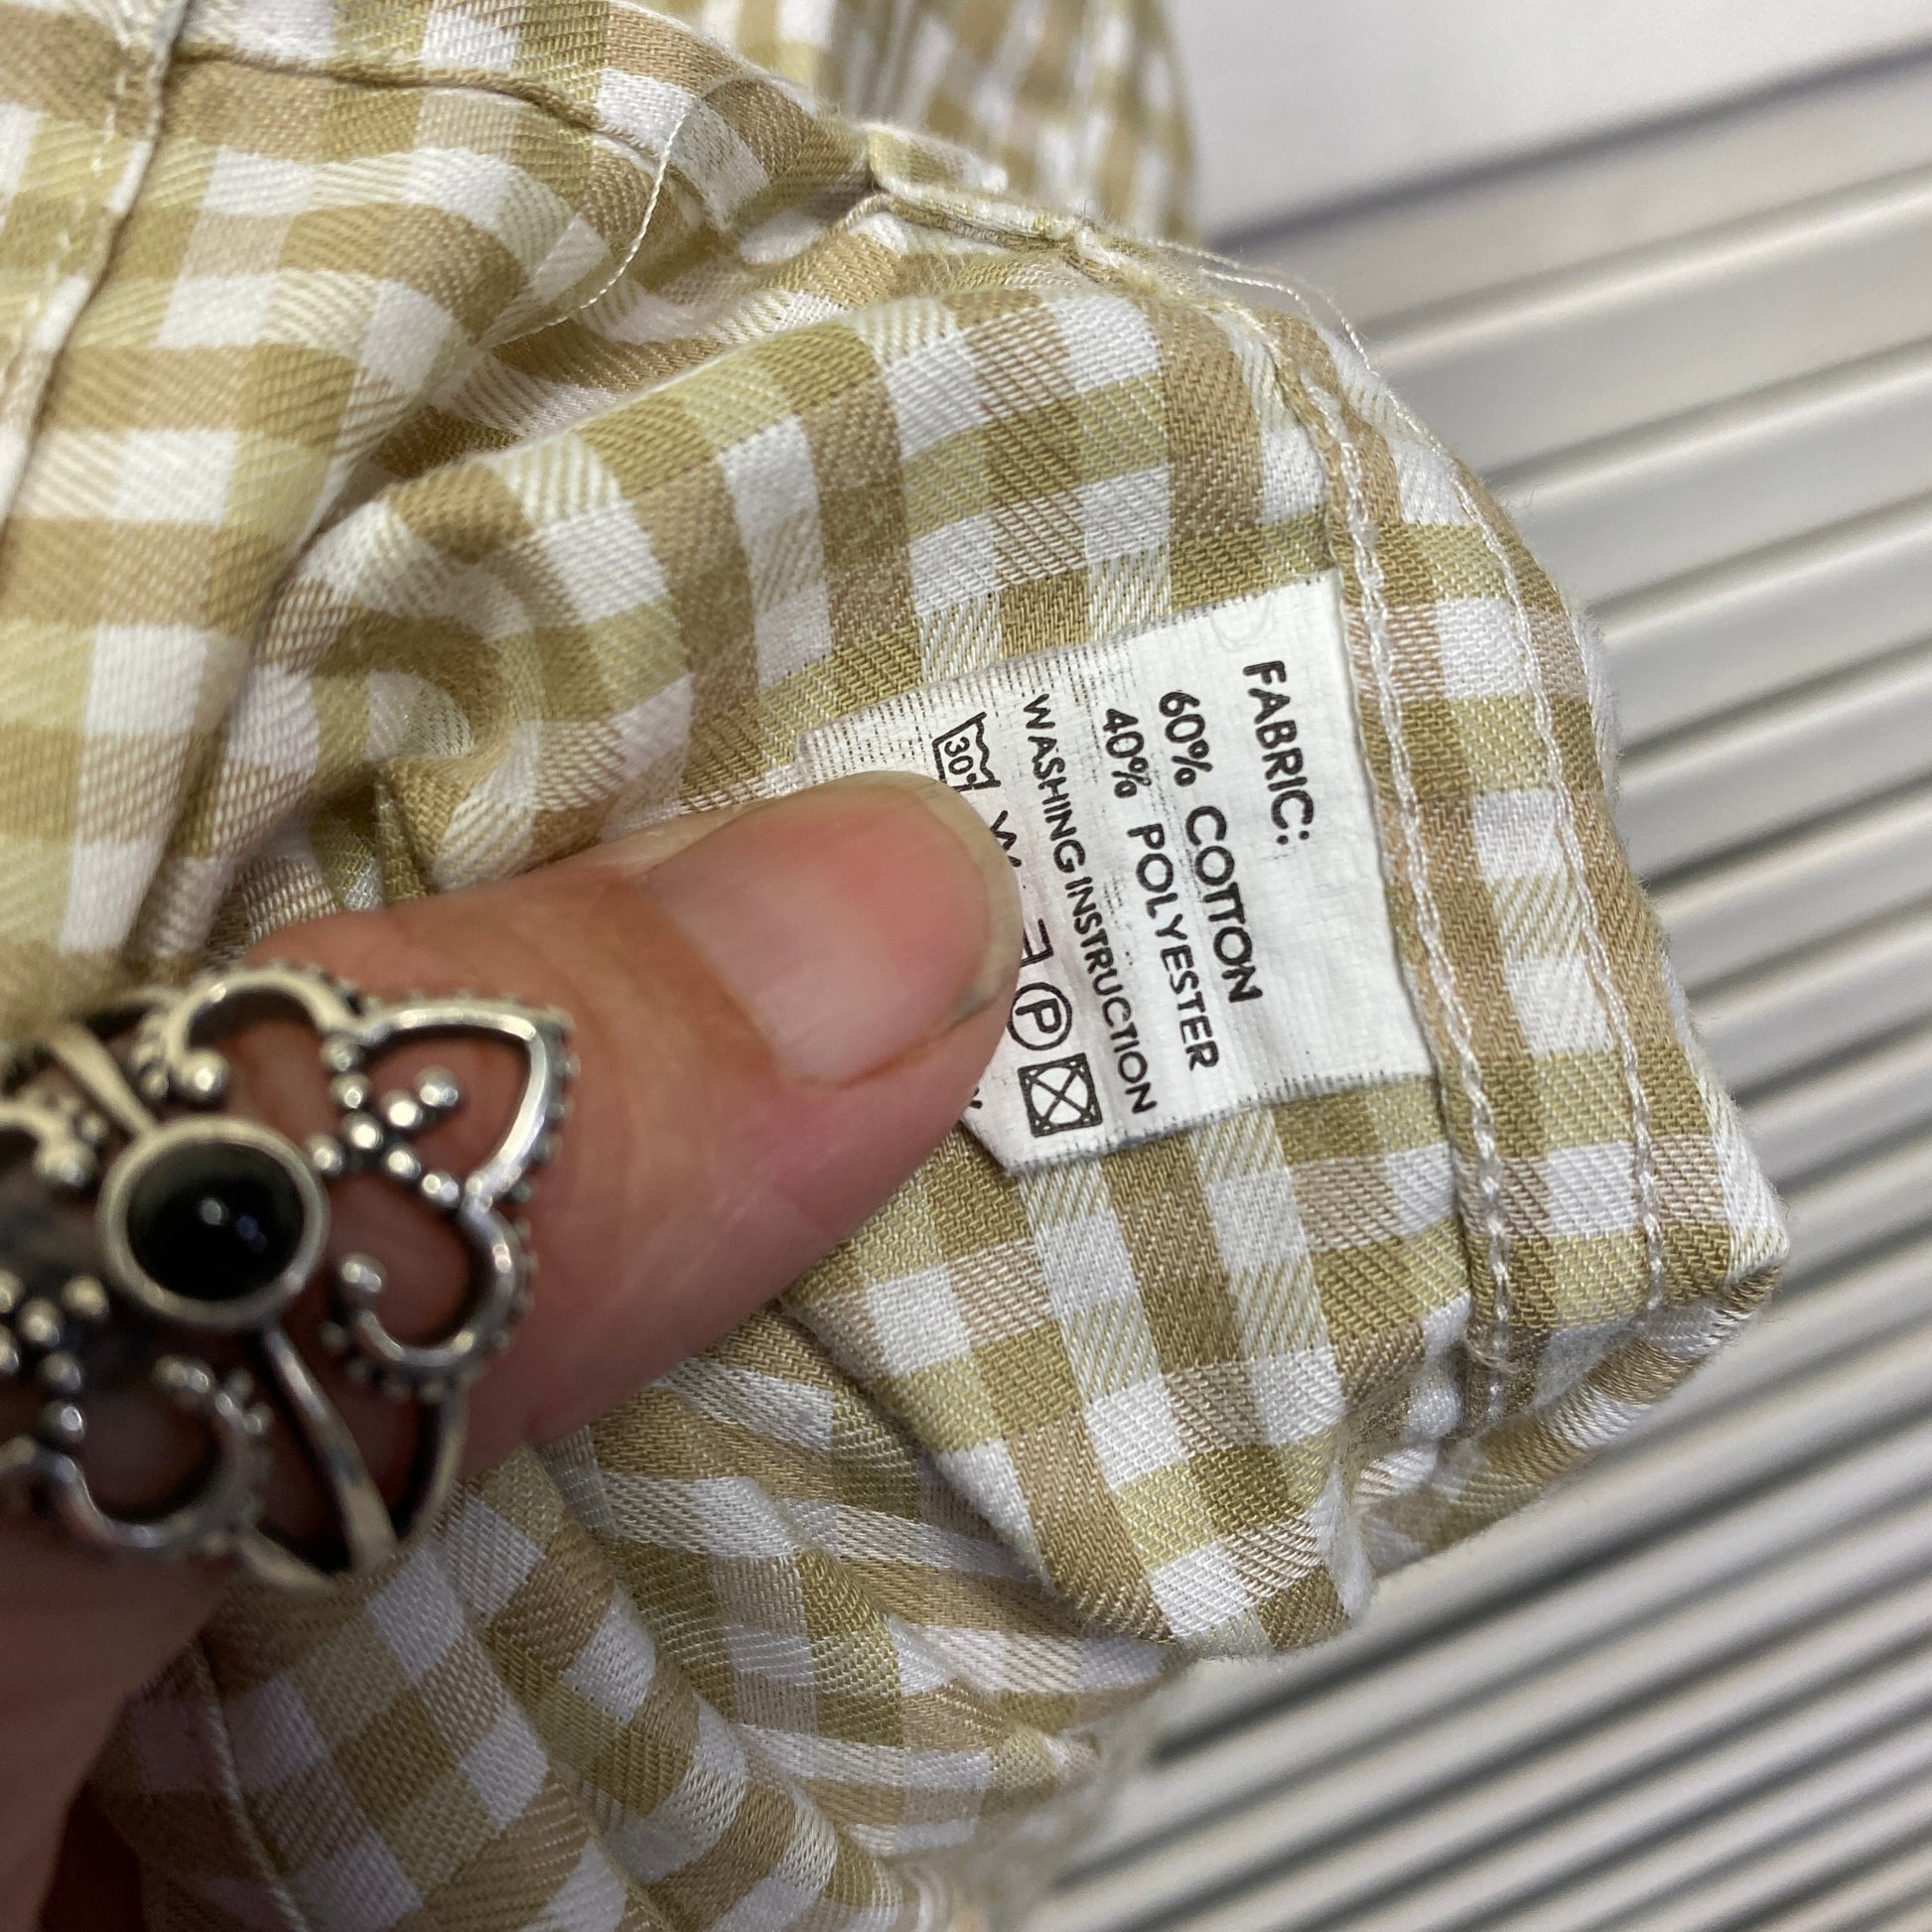 FABRIC:
60% COTTON
40% POLYESTER
WASHING INSTRUCTION
30° P